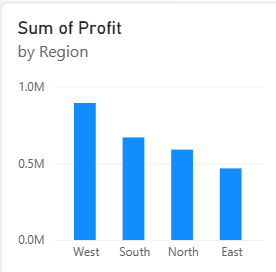 Sum of Profit
by Region
1.0M
0.5M
0.0M
West South North East